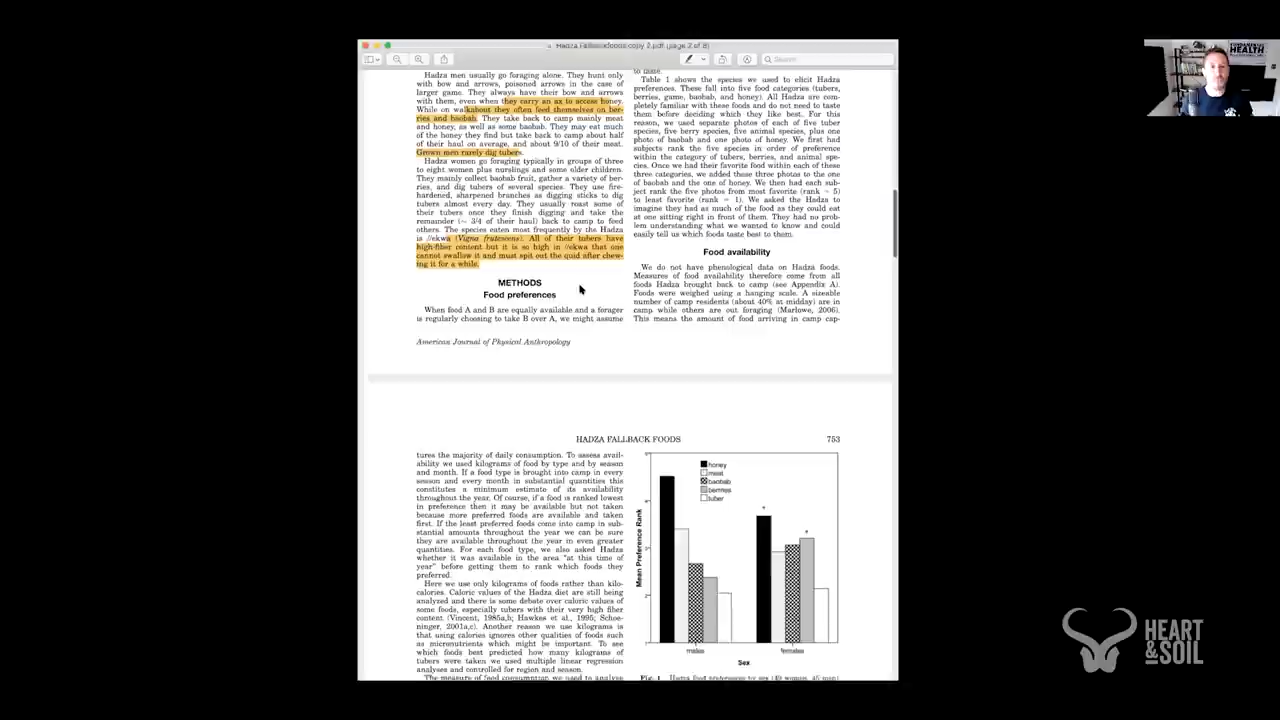 Hadza Fallbackfoods copy 2.pdf (page 2 of 8)
Search
Hadza men usually go foraging alone. They hunt only
with bow and arrows, poisoned arrows in the case of
larger game. They always have their bow and arrows
with them, even when they carry an ax to access honey.
While on walkabout they often feed themselves on ber-
ries and baobab. They take back to camp mainly meat
and honey, as well as some baobab. They may eat much
of the honey they find but take back to camp about half
of their haul on average, and about 9/10 of their meat.
Grown men rarely dig tubers.
Hadza women go foraging typically in groups of three
to eight women plus nurslings and some older children.
They mainly collect baobab fruit, gather a variety of ber-
ries, and dig tubers of several species. They use fire-
hardened, sharpened branches as digging sticks to dig
tubers almost every day. They usually roast some of
their tubers once they finish digging and take the
remainder (~ 3/4 of their haul) back to camp to feed
others. The species eaten most frequently by the Hadza
is //ekwa (Vigna frutescens). All of their tubers have
high-fiber content but it is so high in //ekwa that one
cannot swallow it and must spit out the quid after chew-
ing it for a while.
METHODS
Food preferences
When food A and B are equally available and a forager
is regularly choosing to take B over A, we might assume
American Journal of Physical Anthropology
to taste.
Table 1 shows the species we used to elicit Hadza
preferences. These fall into five food categories (tubers,
berries, game, baobab, and honey). All Hadza are com-
pletely familiar with these foods and do not need to taste
them before deciding which they like best. For this
reason, we used separate photos of each of five tuber
species, five berry species, five animal species, plus one
photo of baobab and one photo of honey. We first had
subjects rank the five species in order of preference
within the category of tubers, berries, and animal spe-
cies. Once we had their favorite food within each of these
three categories, we added these three photos to the one
of baobab and the one of honey. We then had each sub-
ject rank the five photos from most favorite (rank = 5)
to least favorite (rank = 1). We asked the Hadza to
imagine they had as much of the food as they could eat
at one sitting right in front of them. They had no prob-
lem understanding what we wanted to know and could
easily tell us which foods taste best to them.
Food availability
We do not have phenological data on Hadza foods.
Measures of food availability therefore come from all
foods Hadza brought back to camp (see Appendix A).
Foods were weighed using a hanging scale. A sizeable
number of camp residents (about 40% at midday) are in
camp while others are out foraging (Marlowe, 2006).
This means the amount of food arriving in camp cap-
HADZA FALLBACK FOODS
753
tures the majority of daily consumption. To assess avail-
ability we used kilograms of food by type and by season
and month. If a food type is brought into camp in every
season and every month in substantial quantities this
constitutes a minimum estimate of its availability
throughout the year. Of course, if a food is ranked lowest
in preference then it may be available but not taken
because more preferred foods are available and taken
first. If the least preferred foods come into camp in sub-
stantial amounts throughout the year we can be sure
they are available throughout the year in even greater
quantities. For each food type, we also asked Hadza
whether it was available in the area "at this time of
year" before getting them to rank which foods they
preferred.
Here we use only kilograms of foods rather than kilo-
calories. Caloric values of the Hadza diet are still being
analyzed and there is some debate over caloric values of
some foods, especially tubers with their very high fiber
content (Vincent, 1985a,b; Hawkes et al., 1995; Schoe-
ninger, 2001a,c). Another reason we use kilograms is
that using calories ignores other qualities of foods such
as micronutrients which might be important. To see
which foods best predicted how many kilograms of
tubers were taken we used multiple linear regression
analyses and controlled for region and season.
The measure of food consumption we used to analyze
honey
meat
baobab
berries
tuber
Mean Preference Rank
5
4
3
2
1
*
*
males
females
Sex
Fig. 1. Hadza food preferences by sex
HEALTH
HEART
& SOIL